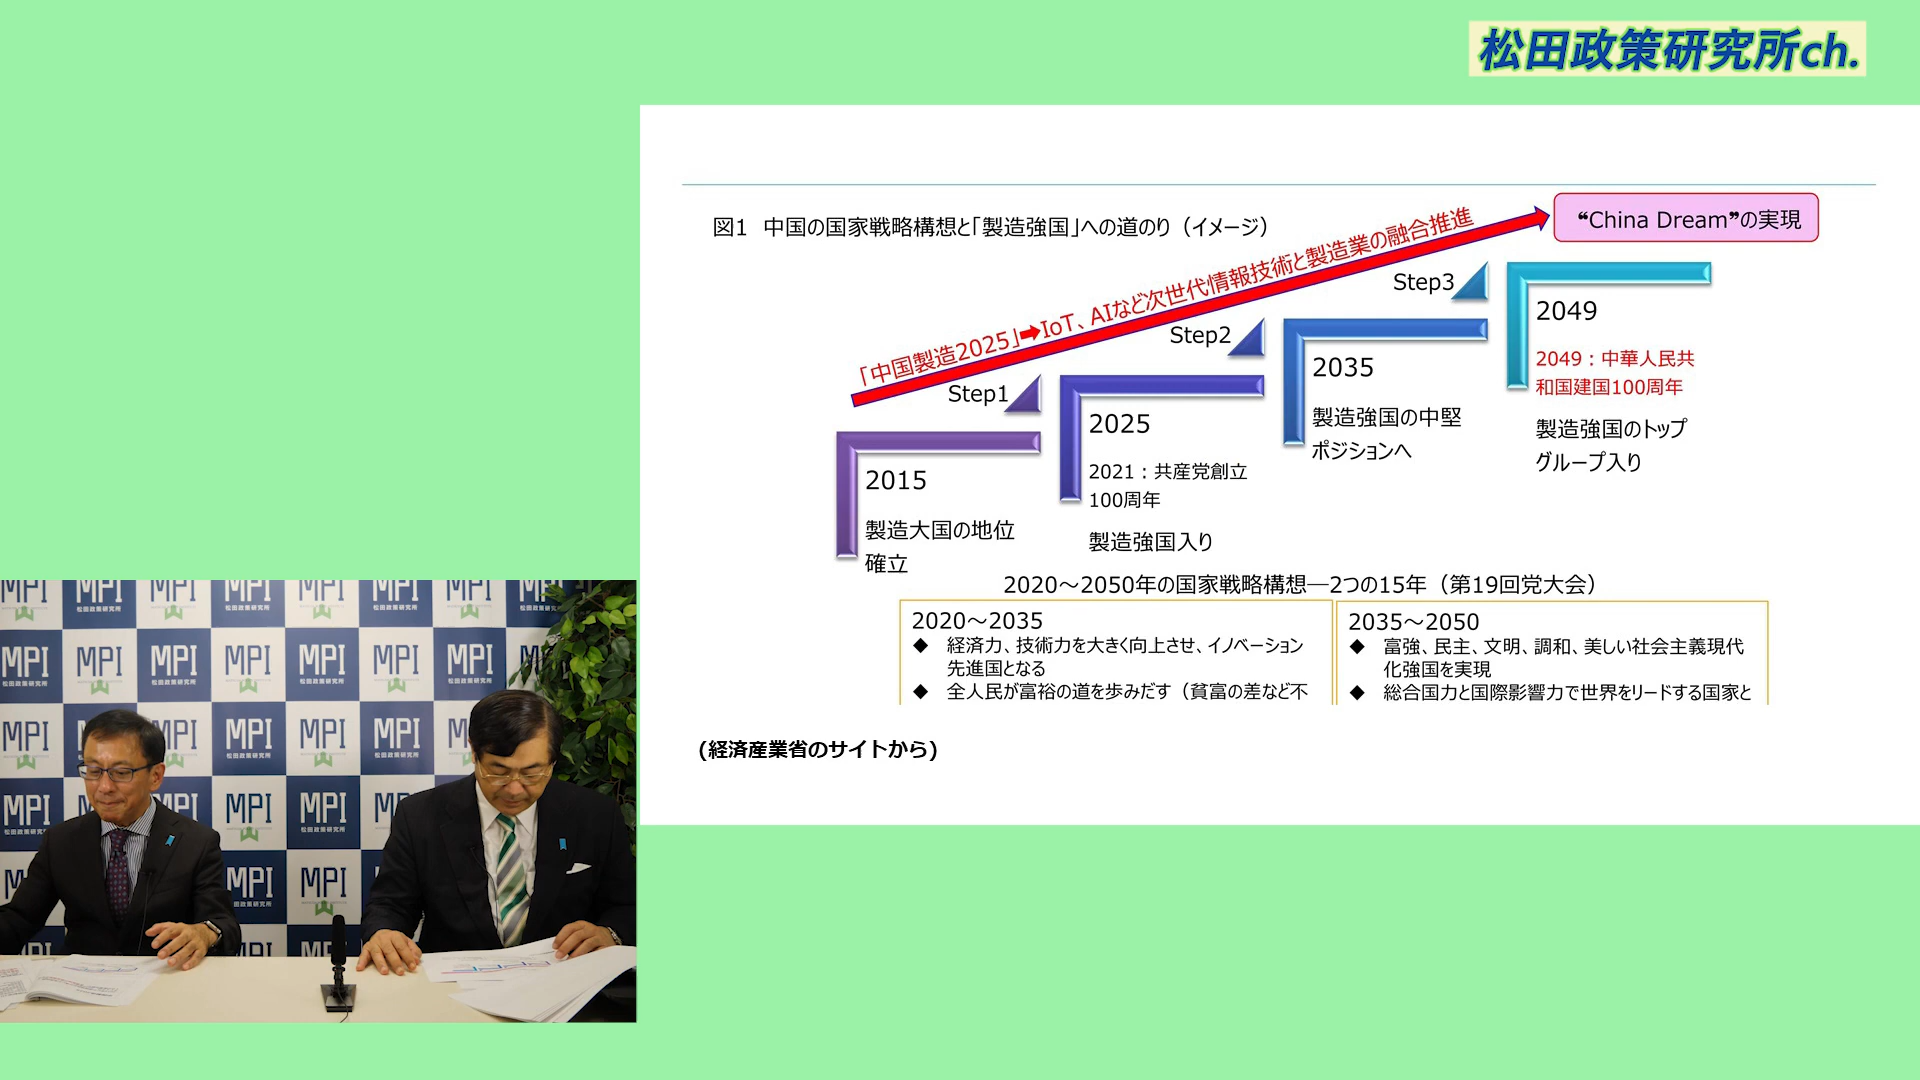 松田政策研究所ch.
図1 中国の国家戦略構想と「製造強国」への道のり（イメージ）
“China Dream”の実現
「中国製造2025」➡IoT、AIなど次世代情報技術と製造業の融合推進
Step1
Step2
Step3
2015
製造大国の地位
確立
2025
2021：共産党創立
100周年
製造強国入り
2035
製造強国の中堅
ポジションへ
2049
2049：中華人民共
和国建国100周年
製造強国のトップ
グループ入り
2020～2050年の国家戦略構想―2つの15年（第19回党大会）
2020～2035
◆ 経済力、技術力を大きく向上させ、イノベーション
先進国となる
◆ 全人民が富裕の道を歩みだす（貧富の差など不
2035～2050
◆ 富強、民主、文明、調和、美しい社会主義現代
化強国を実現
◆ 総合国力と国際影響力で世界をリードする国家と
(経済産業省のサイトから)
MPI
松田政策研究所